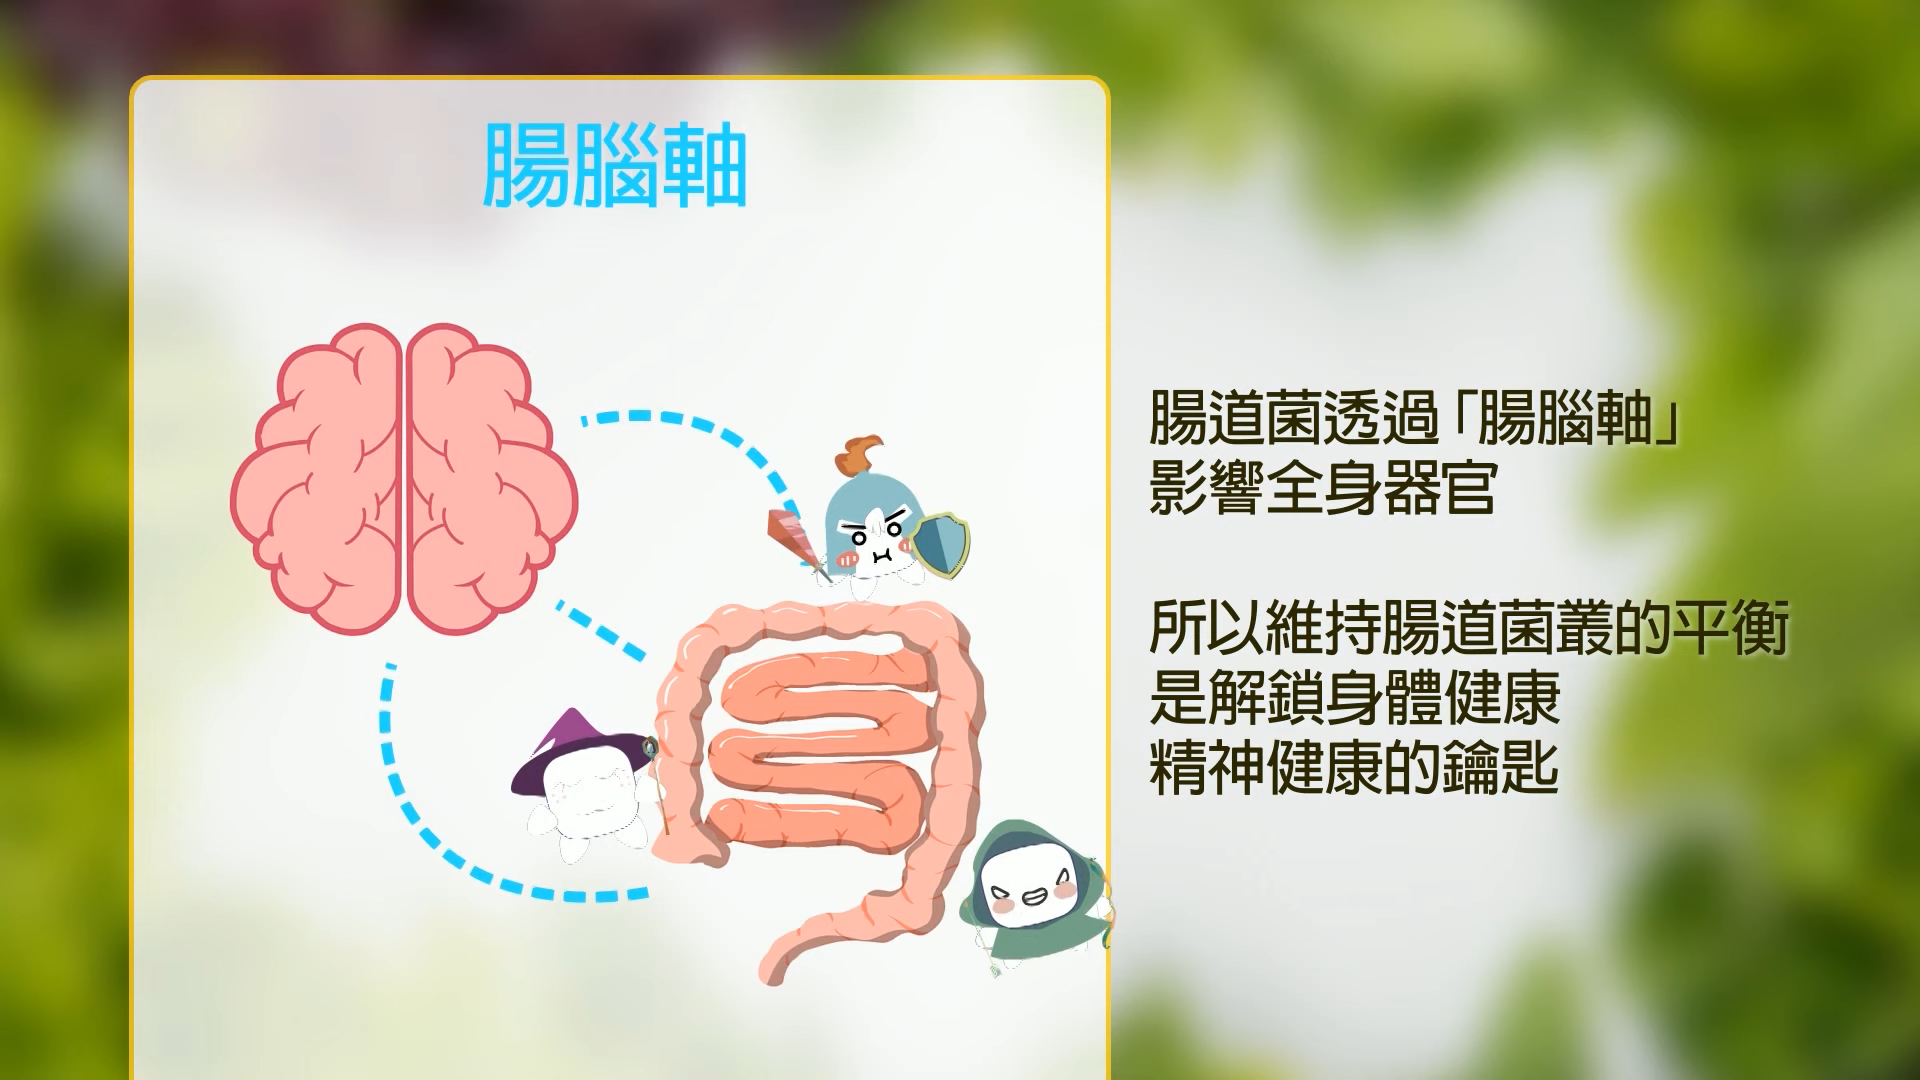 腸腦軸
腸道菌透過「腸腦軸」
影響全身器官
所以維持腸道菌叢的平衡
是解鎖身體健康
精神健康的鑰匙